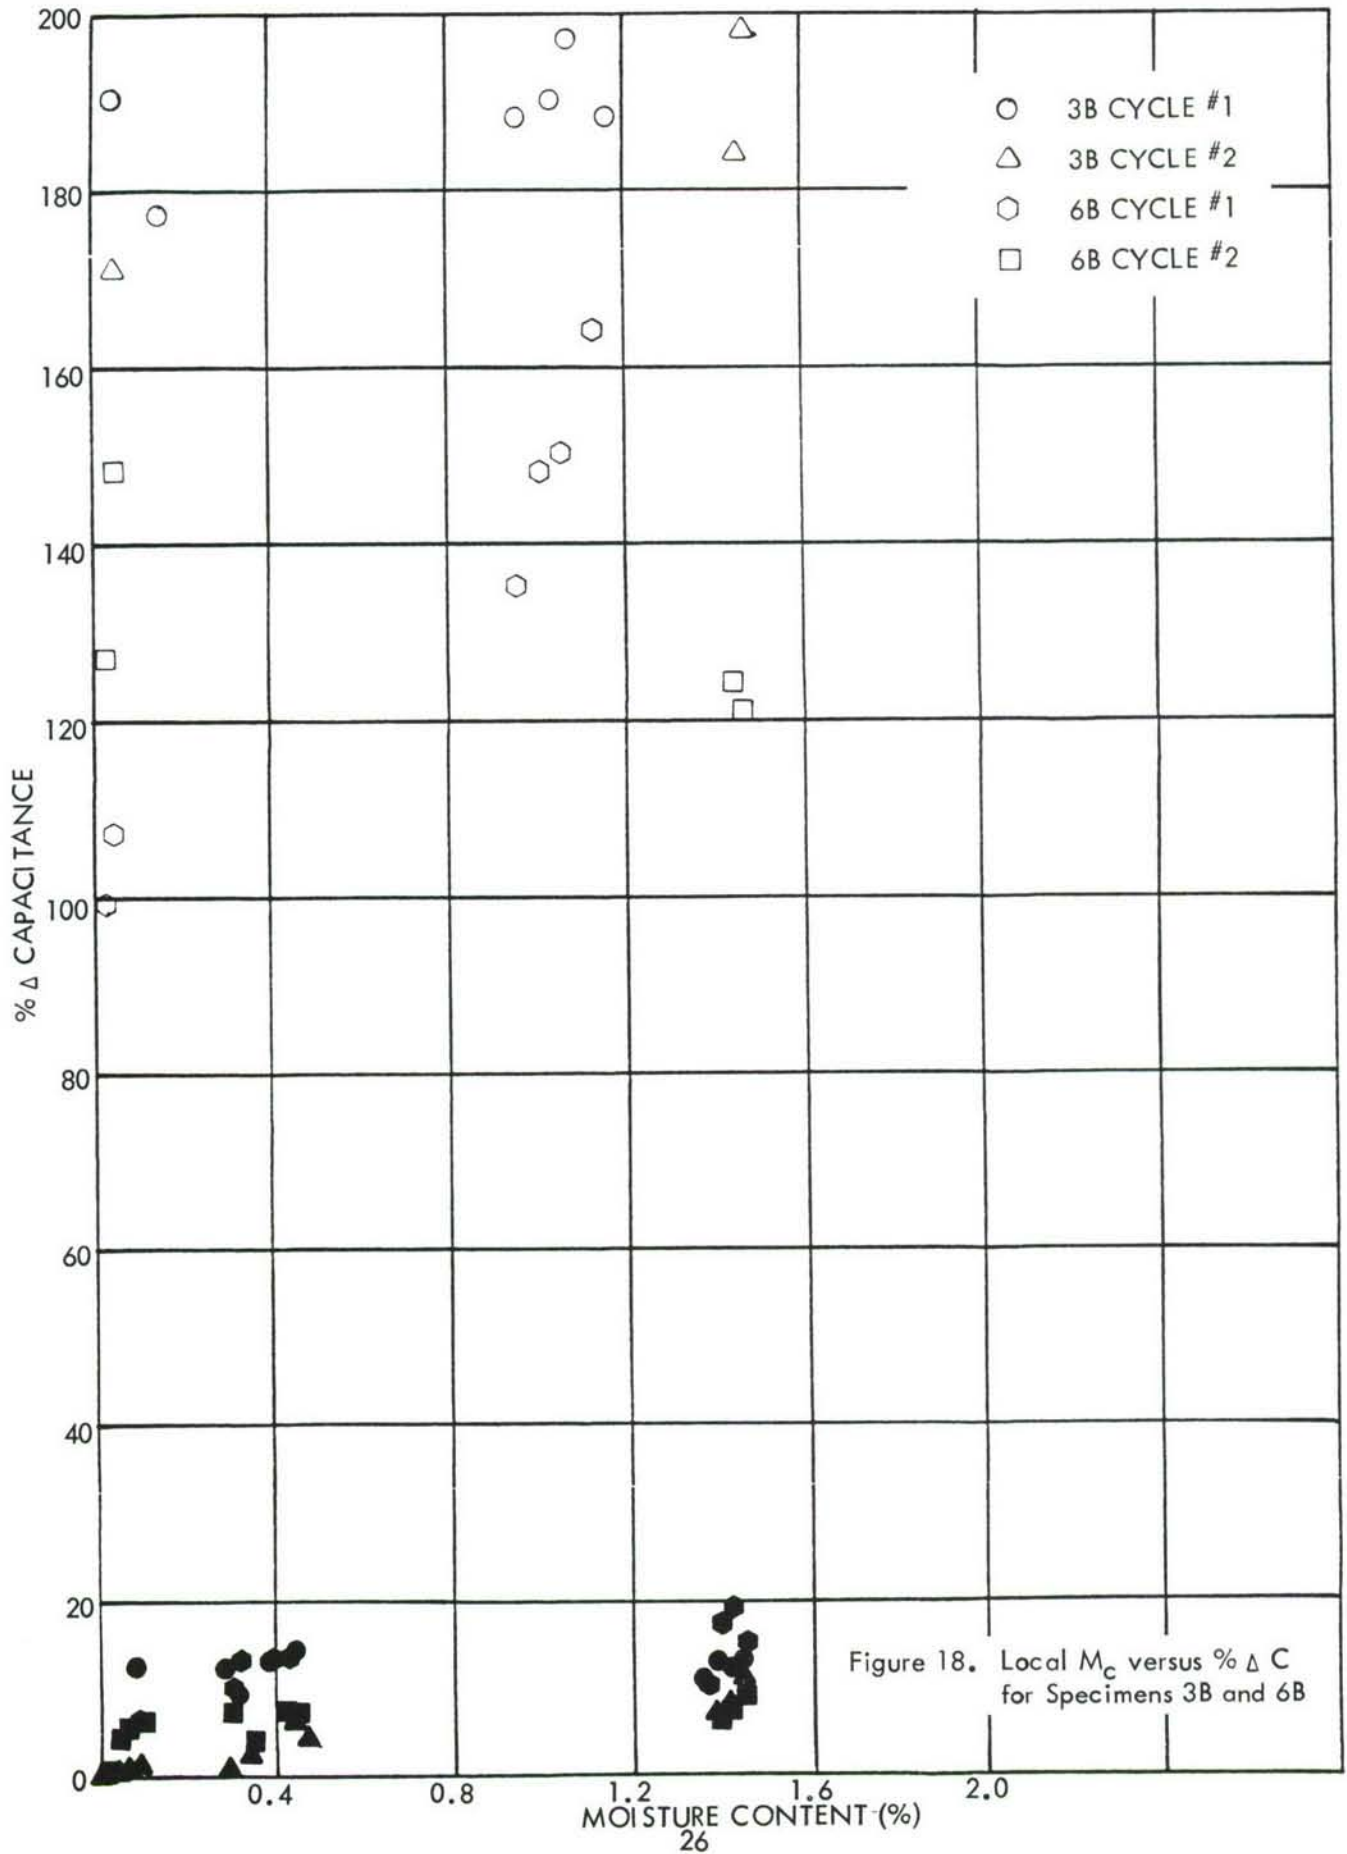 200
180
160
140
120
100
80
60
40
20
0
% Δ CAPACITANCE
3B CYCLE #1
3B CYCLE #2
6B CYCLE #1
6B CYCLE #2
Figure 18. Local Mc versus % Δ C
for Specimens 3B and 6B
0.4 0.8 1.2 1.6 2.0
MOISTURE CONTENT (%)
26